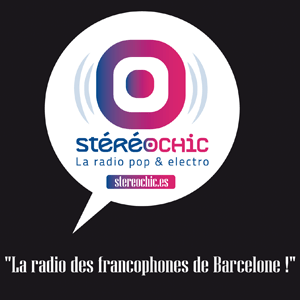 stéréochic
La radio pop & electro
stereochic.es
"La radio des francophones de Barcelone !"